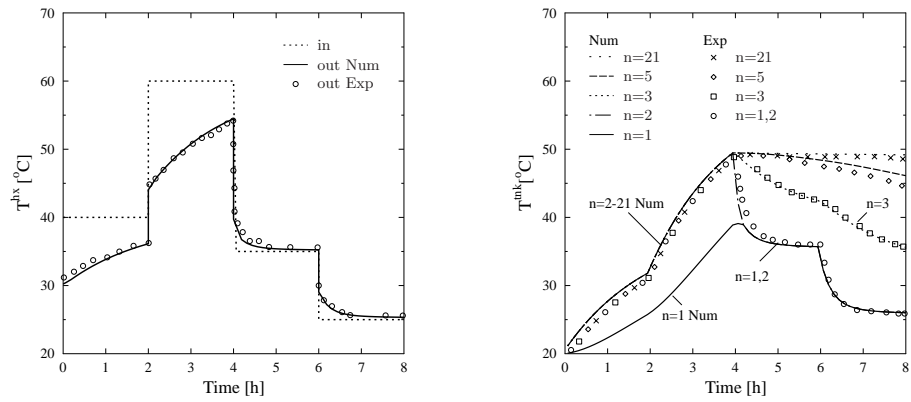 70
60
50
40
30
20
T^hx [°C]
0 1 2 3 4 5 6 7 8
Time [h]
in
out Num
out Exp
70
60
50
40
30
20
T^tnk [°C]
0 1 2 3 4 5 6 7 8
Time [h]
Num Exp
n=21 n=21
n=5 n=5
n=3 n=3
n=2 n=1,2
n=1
n=2-21 Num
n=3
n=1,2
n=1 Num